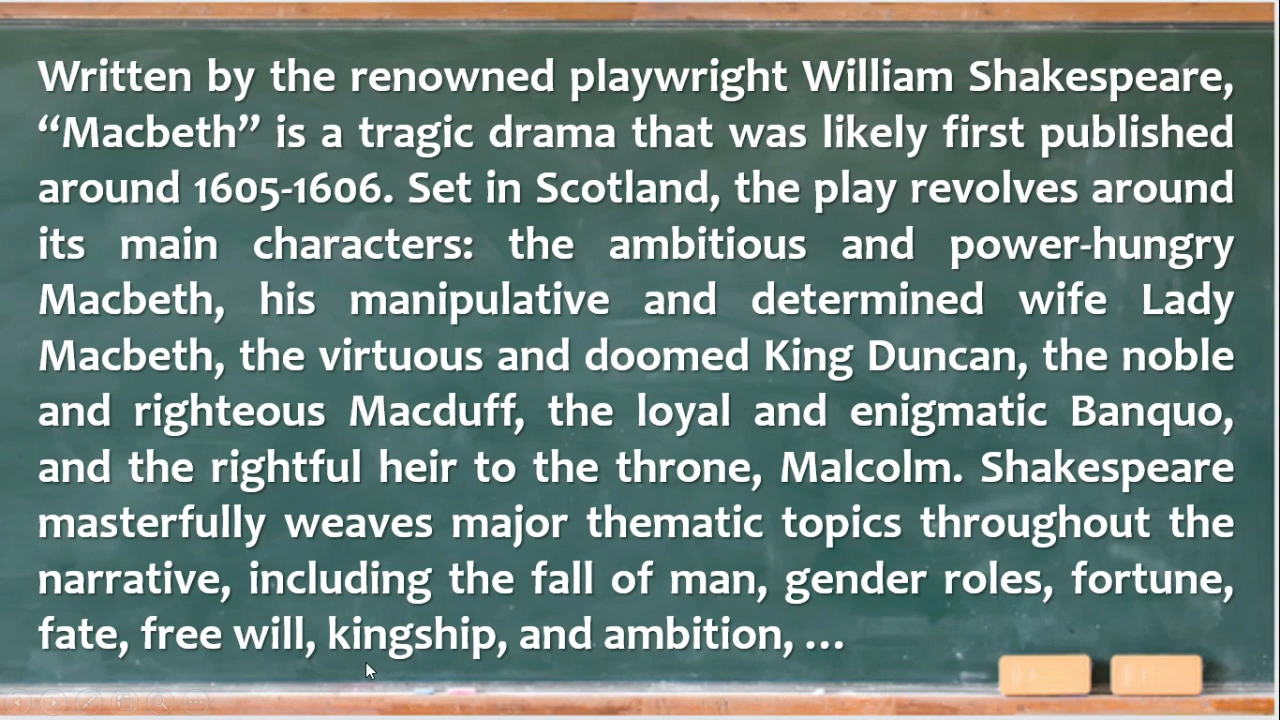 Written by the renowned playwright William Shakespeare,
“Macbeth” is a tragic drama that was likely first published
around 1605-1606. Set in Scotland, the play revolves around
its main characters: the ambitious and power-hungry
Macbeth, his manipulative and determined wife Lady
Macbeth, the virtuous and doomed King Duncan, the noble
and righteous Macduff, the loyal and enigmatic Banquo,
and the rightful heir to the throne, Malcolm. Shakespeare
masterfully weaves major thematic topics throughout the
narrative, including the fall of man, gender roles, fortune,
fate, free will, kingship, and ambition, ...